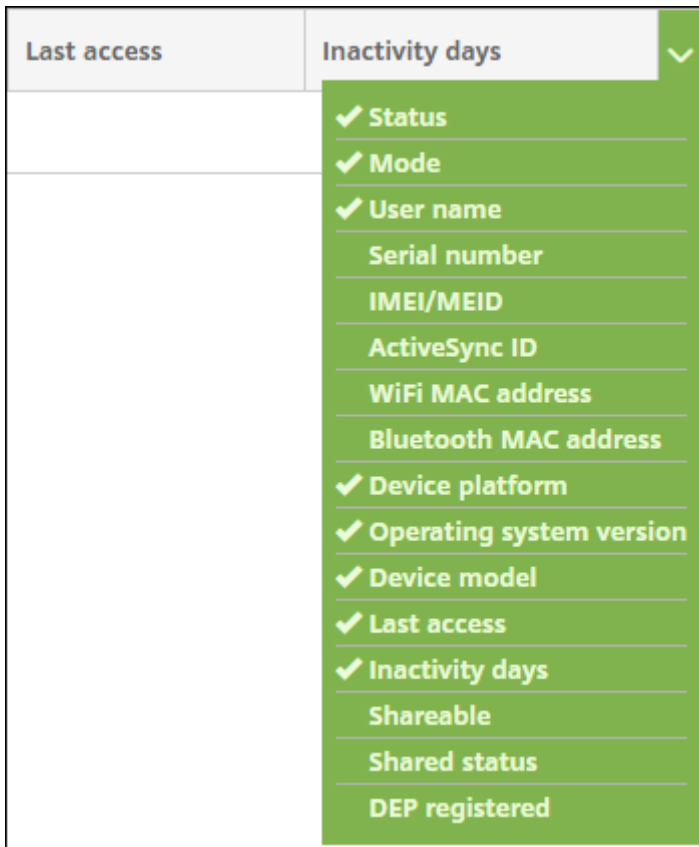 Last access Inactivity days
Status
Mode
User name
Serial number
IMEI/MEID
ActiveSync ID
WiFi MAC address
Bluetooth MAC address
Device platform
Operating system version
Device model
Last access
Inactivity days
Shareable
Shared status
DEP registered